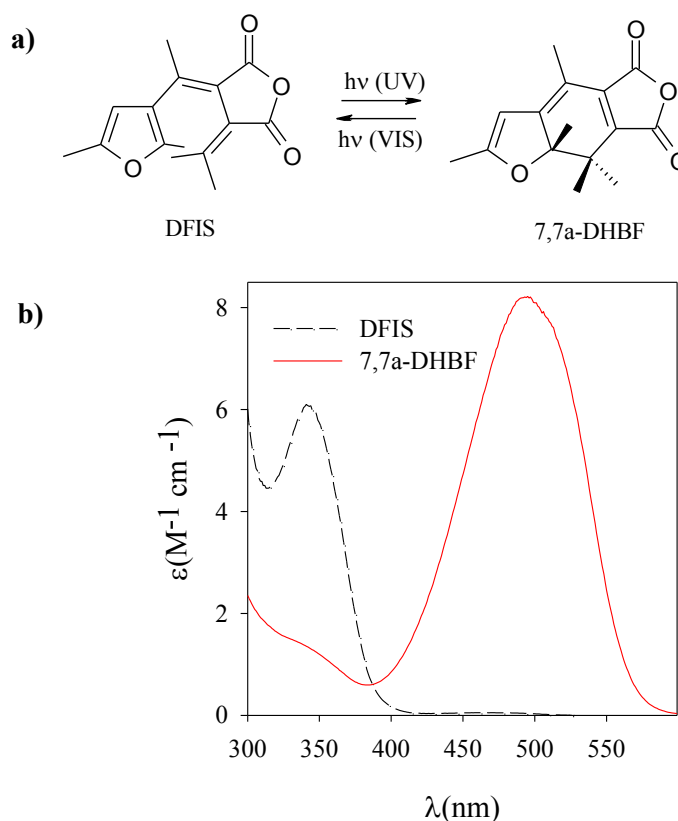 a)
O
O
O
O
hν (UV)
hν (VIS)
O
O
O
O
DFIS
7,7a-DHBF
b)
DFIS
7,7a-DHBF
8
6
4
2
0
ε(M-1 cm -1)
300 350 400 450 500 550
λ(nm)